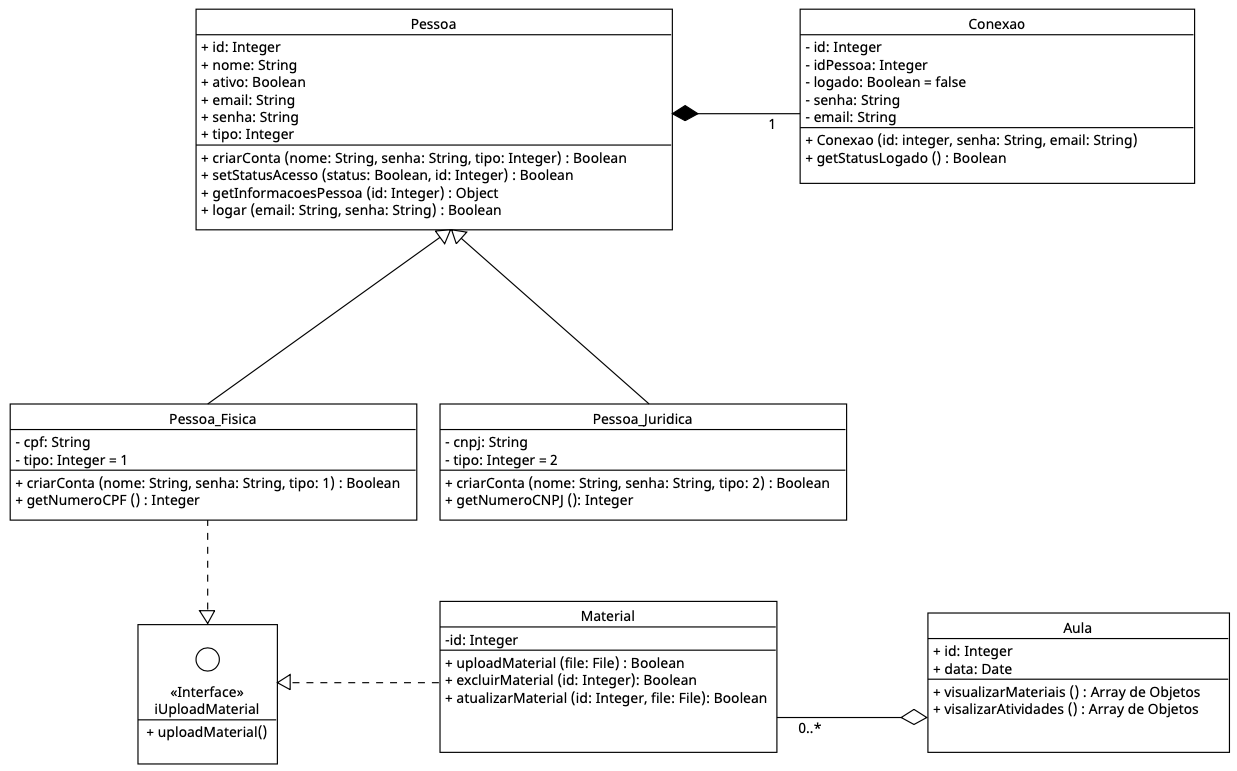 Pessoa
+ id: Integer
+ nome: String
+ ativo: Boolean
+ email: String
+ senha: String
+ tipo: Integer
+ criarConta (nome: String, senha: String, tipo: Integer) : Boolean
+ setStatusAcesso (status: Boolean, id: Integer) : Boolean
+ getInformacoesPessoa (id: Integer) : Object
+ logar (email: String, senha: String) : Boolean
1
Conexao
- id: Integer
- idPessoa: Integer
- logado: Boolean = false
- senha: String
- email: String
+ Conexao (id: integer, senha: String, email: String)
+ getStatusLogado () : Boolean
Pessoa_Fisica
- cpf: String
- tipo: Integer = 1
+ criarConta (nome: String, senha: String, tipo: 1) : Boolean
+ getNumeroCPF () : Integer
Pessoa_Juridica
- cnpj: String
- tipo: Integer = 2
+ criarConta (nome: String, senha: String, tipo: 2) : Boolean
+ getNumeroCNPJ (): Integer
«Interface»
iUploadMaterial
+ uploadMaterial()
Material
-id: Integer
+ uploadMaterial (file: File) : Boolean
+ excluirMaterial (id: Integer): Boolean
+ atualizarMaterial (id: Integer, file: File): Boolean
0..*
Aula
+ id: Integer
+ data: Date
+ visualizarMateriais () : Array de Objetos
+ visalizarAtividades () : Array de Objetos